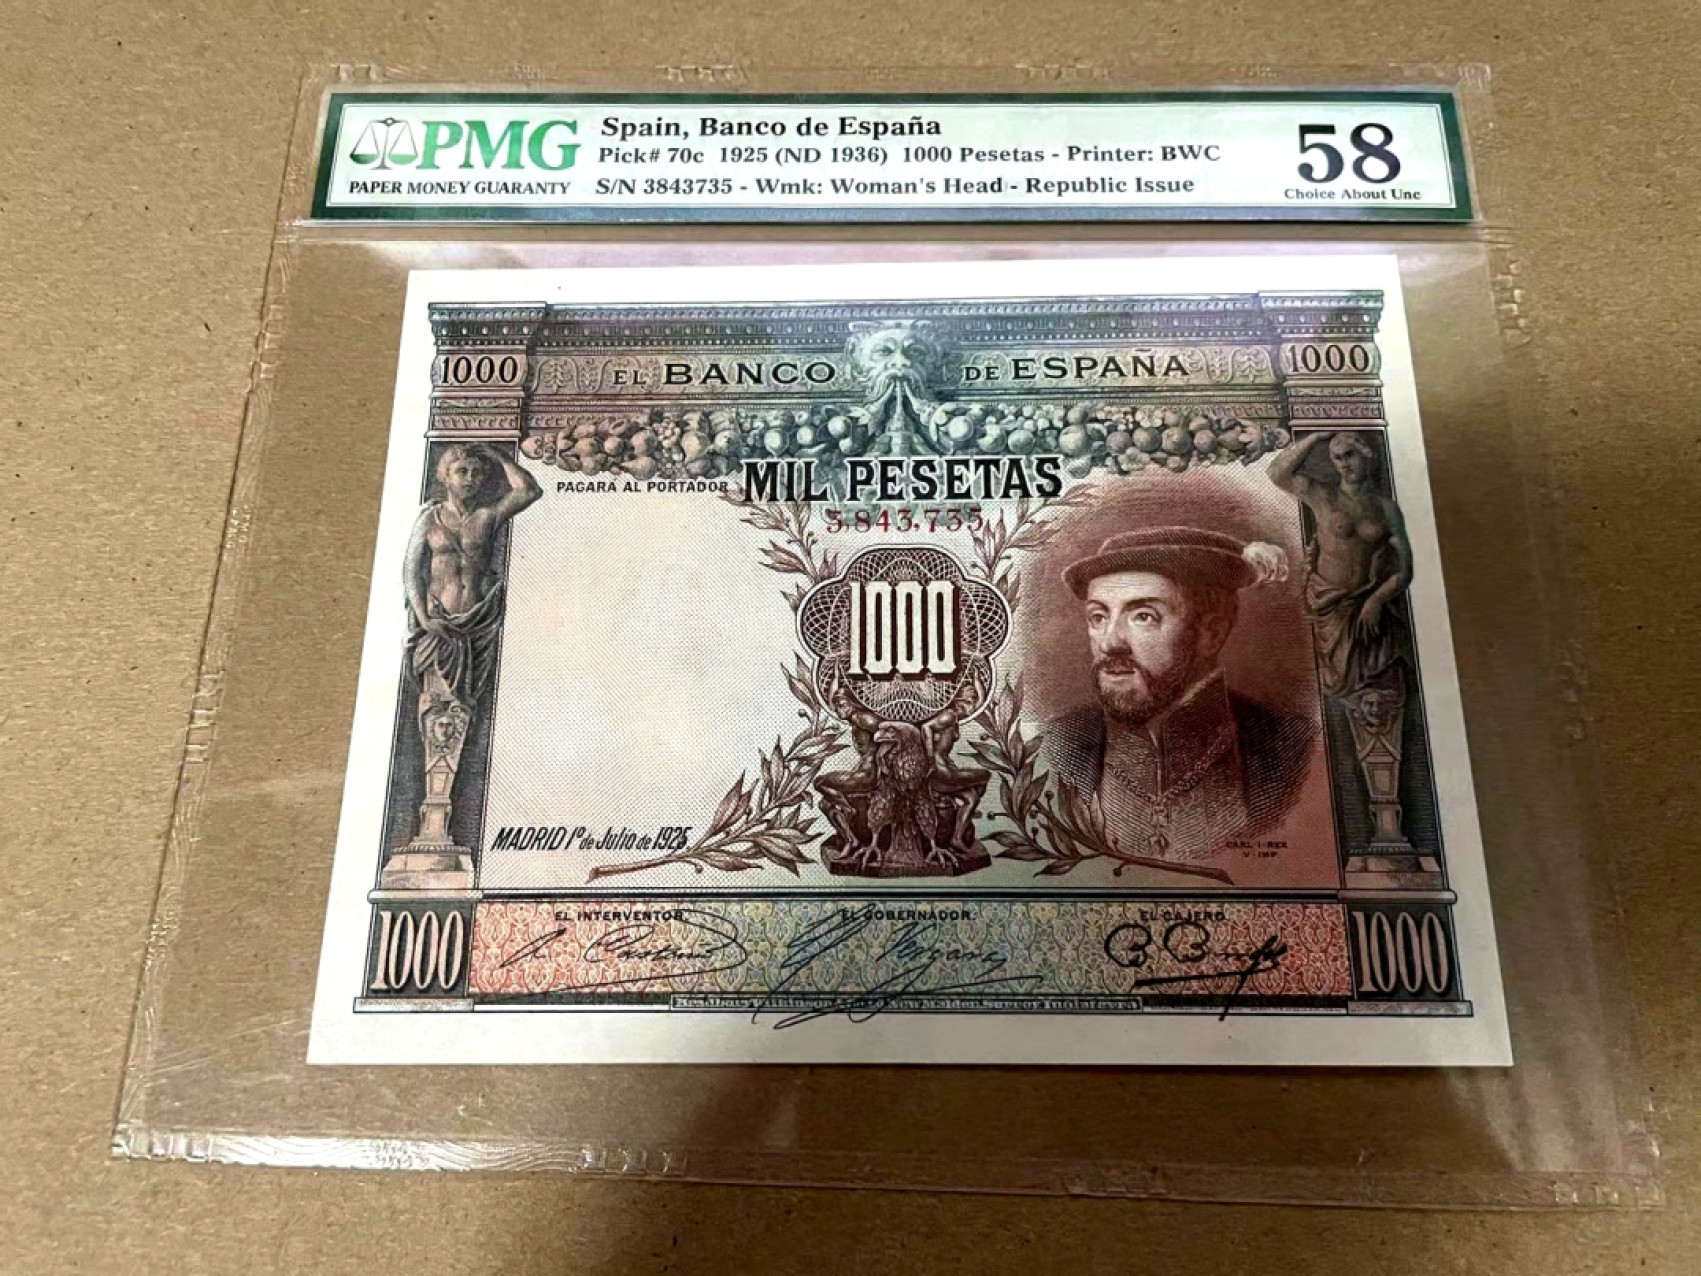 PMG
PAPER MONEY GUARANTY
Spain, Banco de España
Pick# 70c 1925 (ND 1936) 1000 Pesetas - Printer: BWC
S/N 3843735 - Wmk: Woman's Head - Republic Issue
58
Choice About Unc
1000 EL BANCO DE ESPAÑA 1000
PAGARÁ AL PORTADOR MIL PESETAS
3,843,735
1000
MADRID 1º de Julio de 1925.
CARL·I·REX
V·IMP
EL INTERVENTOR, EL GOBERNADOR, EL CAJERO,
1000 1000